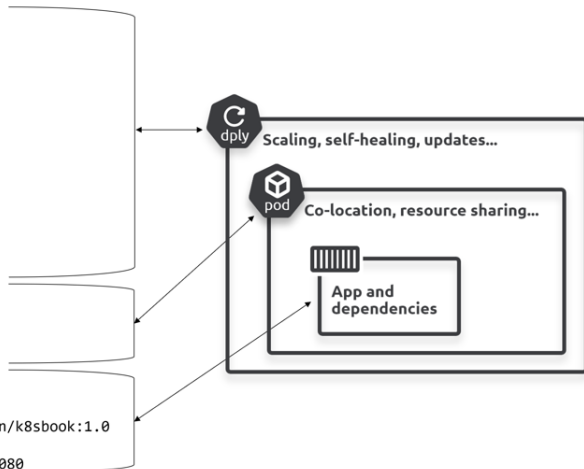 dply
Scaling, self-healing, updates...
pod
Co-location, resource sharing...
App and
dependencies
n/k8sbook:1.0
080